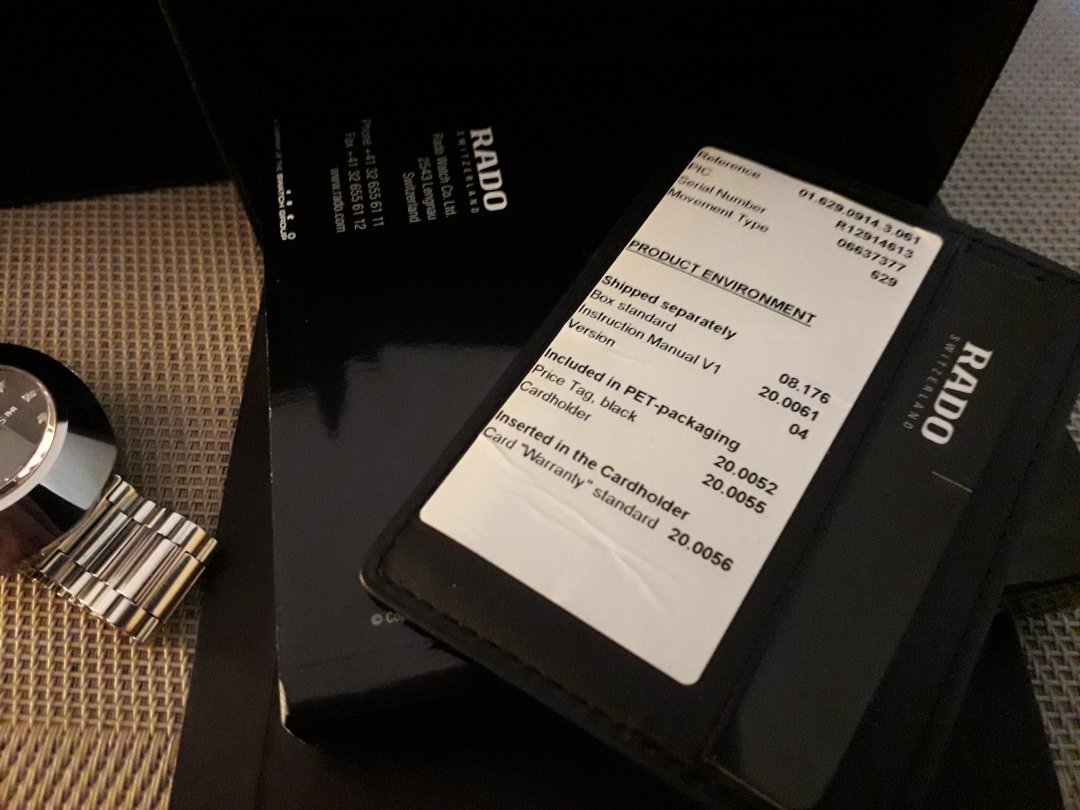 RADO
SWITZERLAND
Rado Watch Co. Ltd.
2543 Lengnau
Switzerland
Phone +41 32 655 61 11
Fax +41 32 655 61 12
www.rado.com
SWATCH GROUP
©
Reference 01.629.0914.3.061
PIC R12914613
Serial Number 06637377
Movement Type 629
PRODUCT ENVIRONMENT
Shipped separately
Box standard 08.176
Instruction Manual V1 20.0061
Version 04
Included in PET-packaging
Price Tag, black 20.0052
Cardholder 20.0055
Inserted in the Cardholder
Card "Warranty" standard 20.0056
RADO
SWITZERLAND